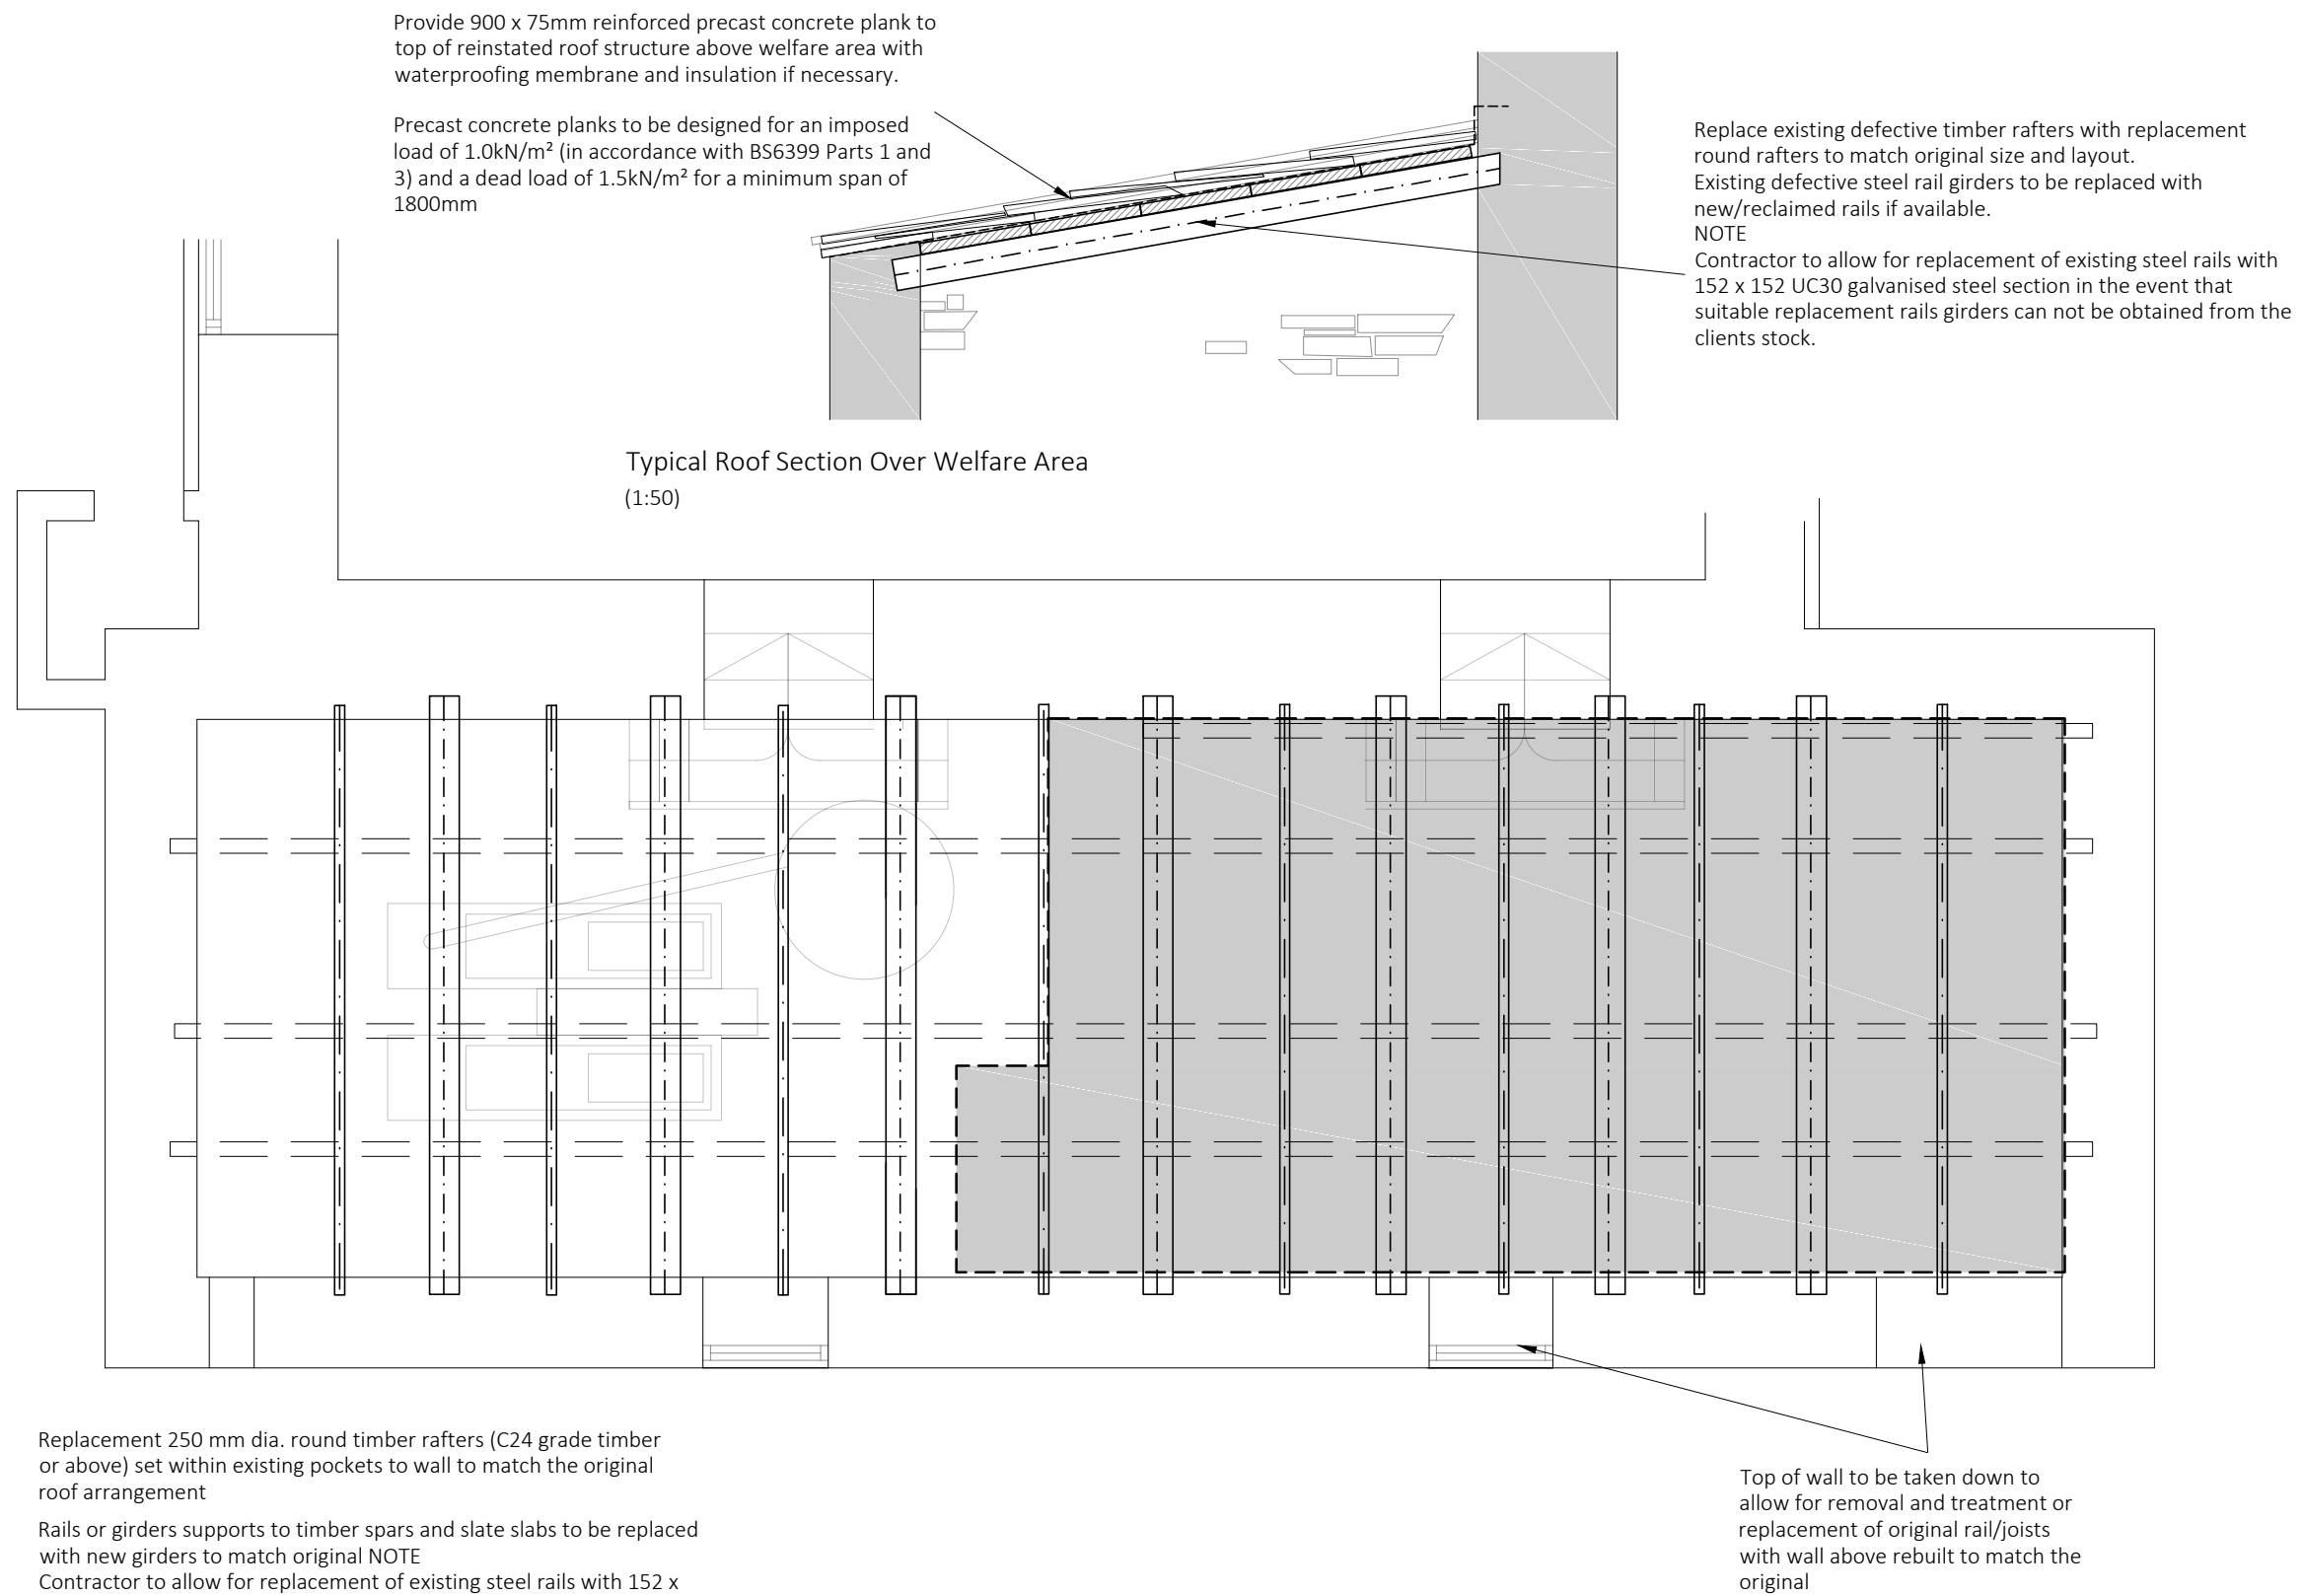 Provide 900 x 75mm reinforced precast concrete plank to
top of reinstated roof structure above welfare area with
waterproofing membrane and insulation if necessary.
Precast concrete planks to be designed for an imposed
load of 1.0kN/m² (in accordance with BS6399 Parts 1 and
3) and a dead load of 1.5kN/m² for a minimum span of
1800mm
Replace existing defective timber rafters with replacement
round rafters to match original size and layout.
Existing defective steel rail girders to be replaced with
new/reclaimed rails if available.
NOTE
Contractor to allow for replacement of existing steel rails with
152 x 152 UC30 galvanised steel section in the event that
suitable replacement rails girders can not be obtained from the
clients stock.
Typical Roof Section Over Welfare Area
(1:50)
Replacement 250 mm dia. round timber rafters (C24 grade timber
or above) set within existing pockets to wall to match the original
roof arrangement
Rails or girders supports to timber spars and slate slabs to be replaced
with new girders to match original NOTE
Contractor to allow for replacement of existing steel rails with 152 x
Top of wall to be taken down to
allow for removal and treatment or
replacement of original rail/joists
with wall above rebuilt to match the
original